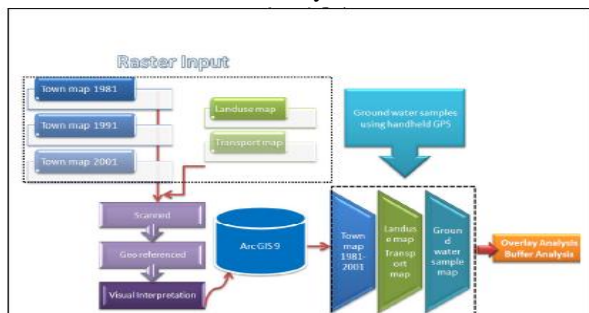 Raster Input
Town map 1981
Town map 1991
Town map 2001
Landuse map
Transport map
Ground water samples
using handheld GPS
Scanned
Geo referenced
Visual Interpretation
Arc GIS 9
Town
map
1981-
2001
Landus
e map
Transp
ort
map
Groun
d
water
sample
map
Overlay Analysis
Buffer Analysis